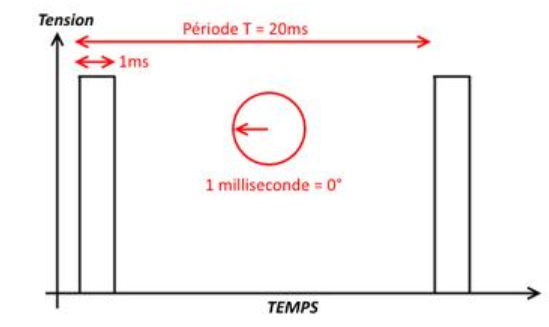 Tension
Période T = 20ms
1ms
1 milliseconde = 0°
TEMPS